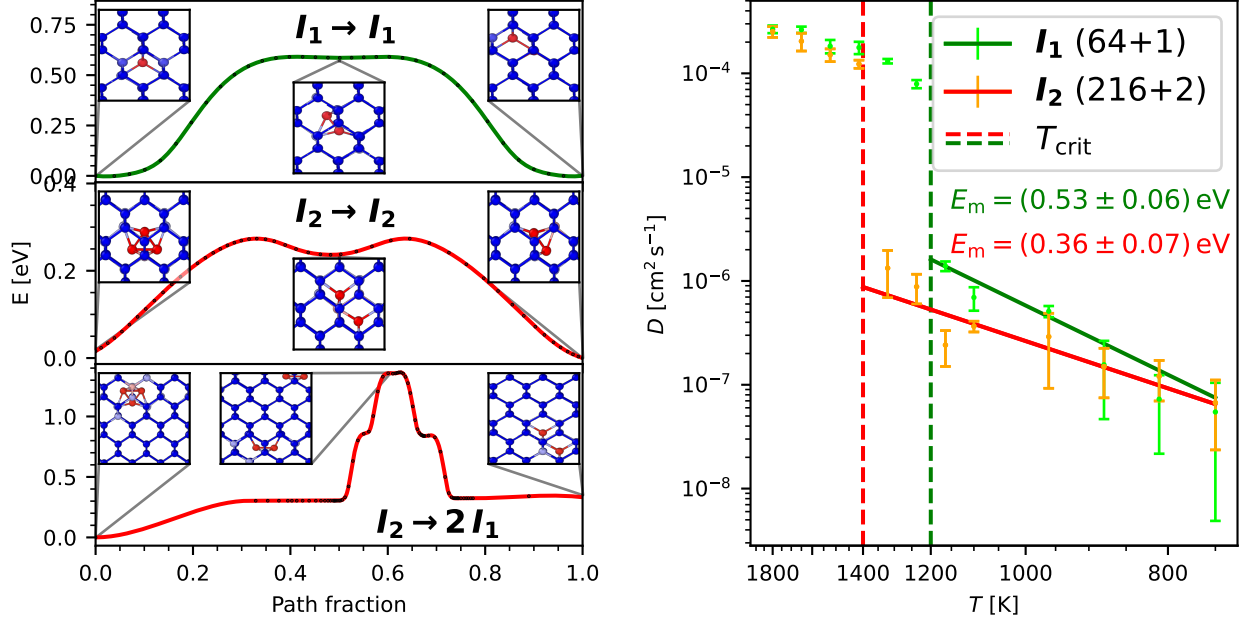 0.75
0.50
0.25
0.00
I₁ → I₁
0.4
0.2
0.0
I₂ → I₂
E [eV]
1.0
0.5
0.0
I₂ → 2 I₁
0.0 0.2 0.4 0.6 0.8 1.0
Path fraction
10⁻⁴
10⁻⁵
10⁻⁶
10⁻⁷
10⁻⁸
D [cm² s⁻¹]
I₁ (64+1)
I₂ (216+2)
T_crit
E_m = (0.53 ± 0.06) eV
E_m = (0.36 ± 0.07) eV
1800 1400 1200 1000 800
T [K]